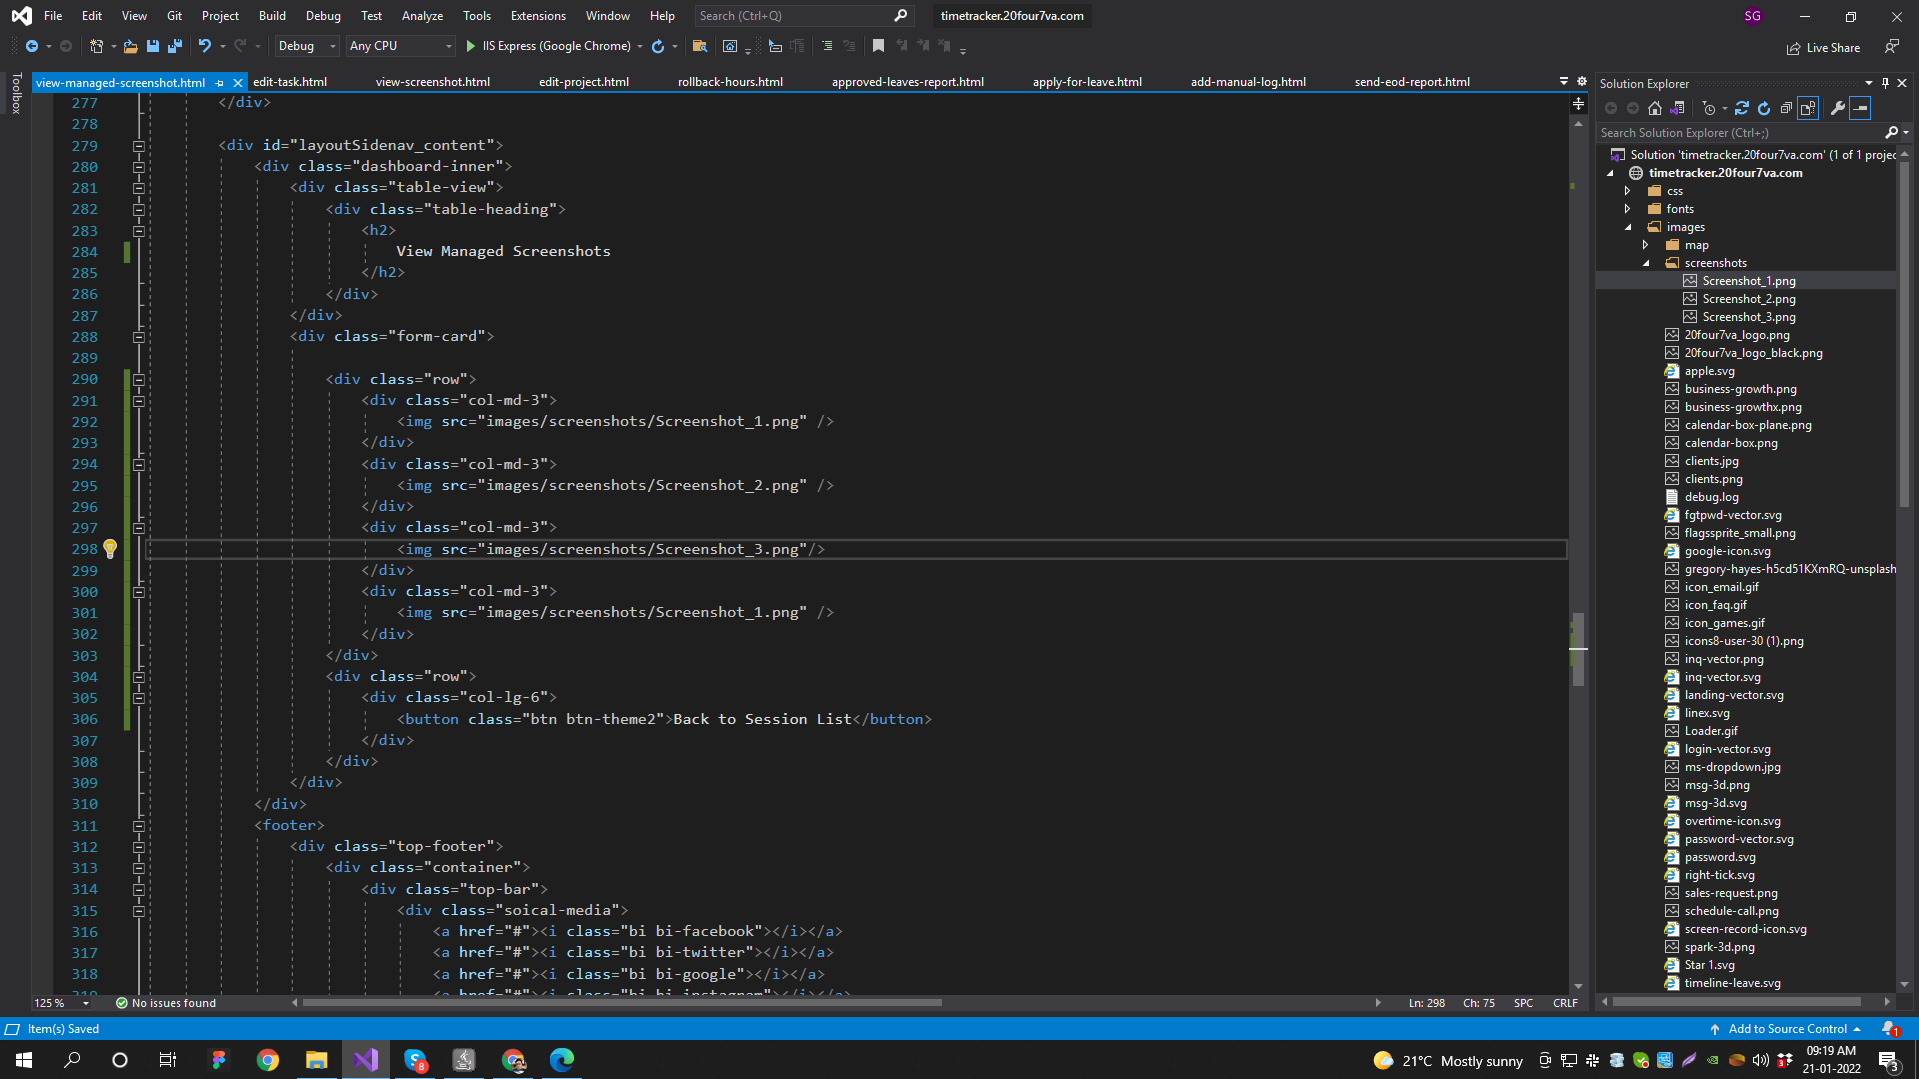 File Edit View Git Project Build Debug Test Analyze Tools Extensions Window Help Search (Ctrl+Q) timetracker.20four7va.com SG
Debug Any CPU IIS Express (Google Chrome) Live Share
Toolbox
view-managed-screenshot.html edit-task.html view-screenshot.html edit-project.html rollback-hours.html approved-leaves-report.html apply-for-leave.html add-manual-log.html send-eod-report.html
277 </div>
278
279 <div id="layoutSidenav_content">
280 <div class="dashboard-inner">
281 <div class="table-view">
282 <div class="table-heading">
283 <h2>
284 View Managed Screenshots
285 </h2>
286 </div>
287 </div>
288 <div class="form-card">
289
290 <div class="row">
291 <div class="col-md-3">
292 <img src="images/screenshots/Screenshot_1.png" />
293 </div>
294 <div class="col-md-3">
295 <img src="images/screenshots/Screenshot_2.png" />
296 </div>
297 <div class="col-md-3">
298 <img src="images/screenshots/Screenshot_3.png"/>
299 </div>
300 <div class="col-md-3">
301 <img src="images/screenshots/Screenshot_1.png" />
302 </div>
303 </div>
304 <div class="row">
305 <div class="col-lg-6">
306 <button class="btn btn-theme2">Back to Session List</button>
307 </div>
308 </div>
309 </div>
310 </div>
311 <footer>
312 <div class="top-footer">
313 <div class="container">
314 <div class="top-bar">
315 <div class="soical-media">
316 <a href="#"><i class="bi bi-facebook"></i></a>
317 <a href="#"><i class="bi bi-twitter"></i></a>
318 <a href="#"><i class="bi bi-google"></i></a>
319 <a href="#"><i class="bi bi-instagram"></i></a>
125 % No issues found Ln: 298 Ch: 75 SPC CRLF
Solution Explorer
Search Solution Explorer (Ctrl+;)
Solution 'timetracker.20four7va.com' (1 of 1 projec
timetracker.20four7va.com
css
fonts
images
map
screenshots
Screenshot_1.png
Screenshot_2.png
Screenshot_3.png
20four7va_logo.png
20four7va_logo_black.png
apple.svg
business-growth.png
business-growthx.png
calendar-box-plane.png
calendar-box.png
clients.jpg
clients.png
debug.log
fgtpwd-vector.svg
flagssprite_small.png
google-icon.svg
gregory-hayes-h5cd51KXmRQ-unsplash
icon_email.gif
icon_faq.gif
icon_games.gif
icons8-user-30 (1).png
inq-vector.png
inq-vector.svg
landing-vector.svg
linex.svg
Loader.gif
login-vector.svg
ms-dropdown.jpg
msg-3d.png
msg-3d.svg
overtime-icon.svg
password-vector.svg
password.svg
right-tick.svg
sales-request.png
schedule-call.png
screen-record-icon.svg
spark-3d.png
Star 1.svg
timeline-leave.svg
Item(s) Saved Add to Source Control 1
8 21°C Mostly sunny 09:19 AM
21-01-2022 3